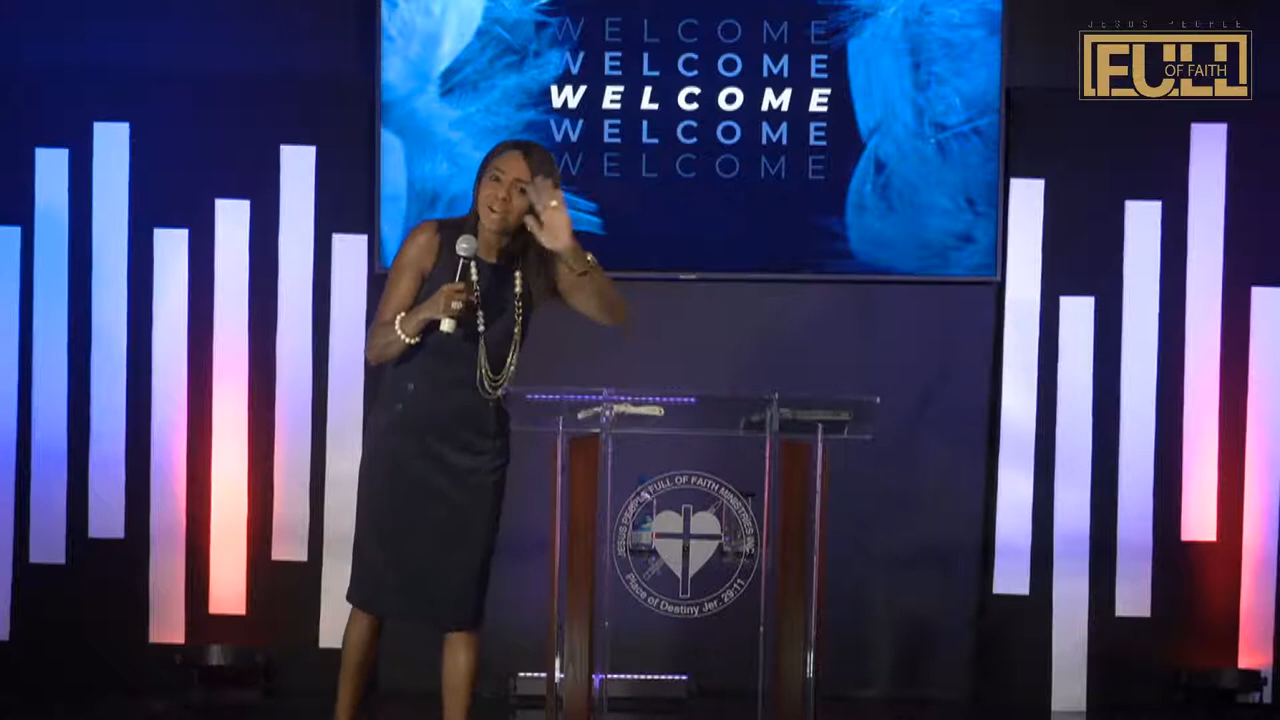 WELCOME
WELCOME
WELCOME
WELCOME
WELCOME
JESUS PEOPLE
FULL
OF FAITH
JESUS PEOPLE FULL OF FAITH MINISTRIES INC.
Place of Destiny Jer. 29:11